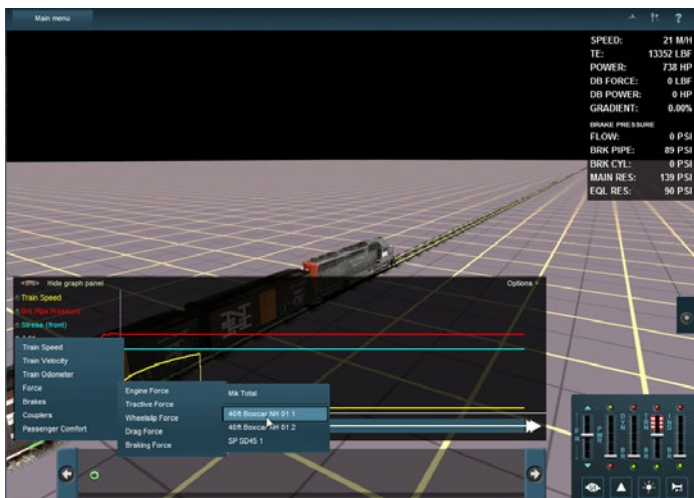 Main menu
?
SPEED: 21 M/H
TE: 13352 LBF
POWER: 738 HP
DB FORCE: 0 LBF
DB POWER: 0 HP
GRADIENT: 0.00%
BRAKE PRESSURE
FLOW: 0 PSI
BRK PIPE: 89 PSI
BRK CYL: 0 PSI
MAIN RES: 139 PSI
EQL RES: 90 PSI
Hide graph panel
Options
Train Speed
Brk Pipe Pressure
Stress (front)
Train Speed
Train Velocity
Train Odometer
Force
Brakes
Couplers
Passenger Comfort
Engine Force
Tractive Force
Wheelslip Force
Drag Force
Braking Force
Mik Total
40ft Boxcar NH 01 1
40ft Boxcar NH 01 2
SP SD45 1